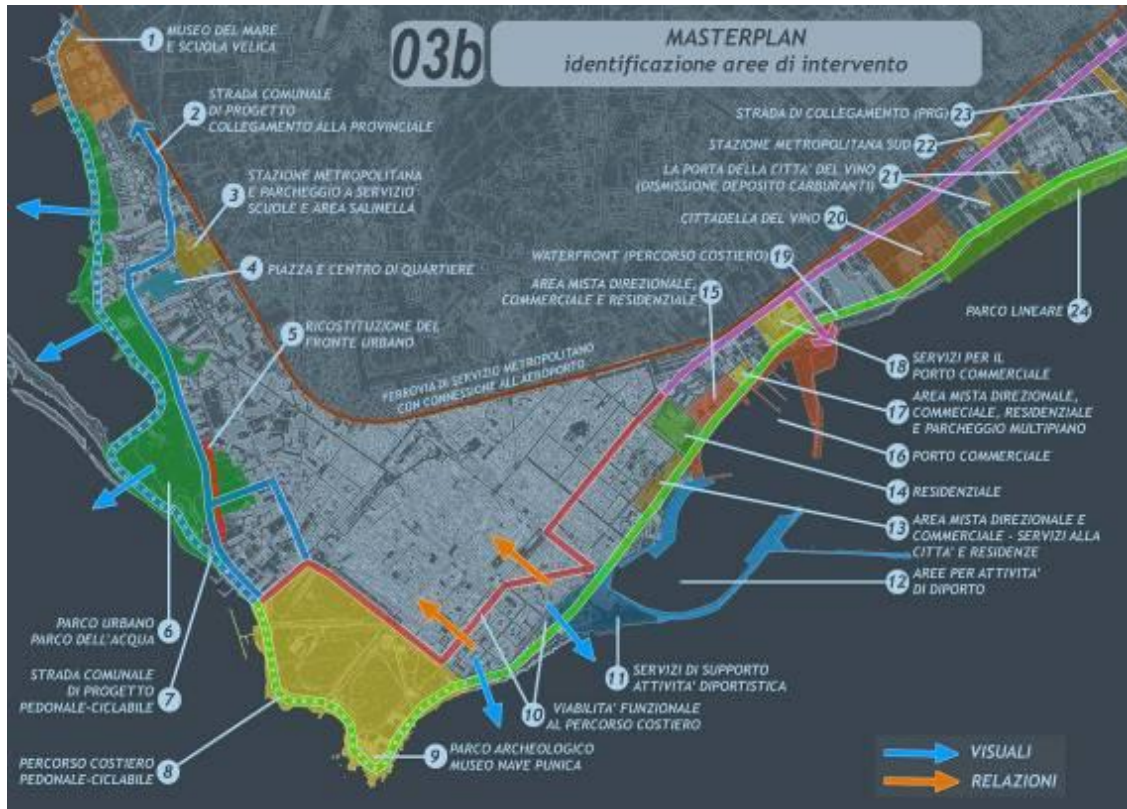 03b
MASTERPLAN
identificazione aree di intervento
1
MUSEO DEL MARE
E SCUOLA VELICA
2
STRADA COMUNALE
DI PROGETTO
COLLEGAMENTO ALLA PROVINCIALE
3
STAZIONE METROPOLITANA
E PARCHEGGIO A SERVIZIO
SCUOLE E AREA SALINELLA
4
PIAZZA E CENTRO DI QUARTIERE
5
RICOSTITUZIONE DEL
FRONTE URBANO
FERROVIA DI SERVIZIO METROPOLITANO
CON CONNESSIONE ALL'AEROPORTO
STRADA DI COLLEGAMENTO (PRG) 23
STAZIONE METROPOLITANA SUD 22
LA PORTA DELLA CITTA' DEL VINO
(DISMISSIONE DEPOSITO CARBURANTI)
21
CITTADELLA DEL VINO 20
WATERFRONT (PERCORSO COSTIERO) 19
AREA MISTA DIREZIONALE,
COMMERCIALE E RESIDENZIALE
15
PARCO LINEARE 24
18
SERVIZI PER IL
PORTO COMMERCIALE
17
AREA MISTA DIREZIONALE,
COMMECIALE, RESIDENZIALE
E PARCHEGGIO MULTIPIANO
16 PORTO COMMERCIALE
14 RESIDENZIALE
13
AREA MISTA DIREZIONALE E
COMMERCIALE - SERVIZI ALLA
CITTA' E RESIDENZE
12
AREE PER ATTIVITA'
DI DIPORTO
11
SERVIZI DI SUPPORTO
ATTIVITA' DIPORTISTICA
10
VIABILITA' FUNZIONALE
AL PERCORSO COSTIERO
9
PARCO ARCHEOLOGICO
MUSEO NAVE PUNICA
PARCO URBANO
PARCO DELL'ACQUA
6
STRADA COMUNALE
DI PROGETTO
PEDONALE-CICLABILE
7
PERCORSO COSTIERO
PEDONALE-CICLABILE
8
VISUALI
RELAZIONI